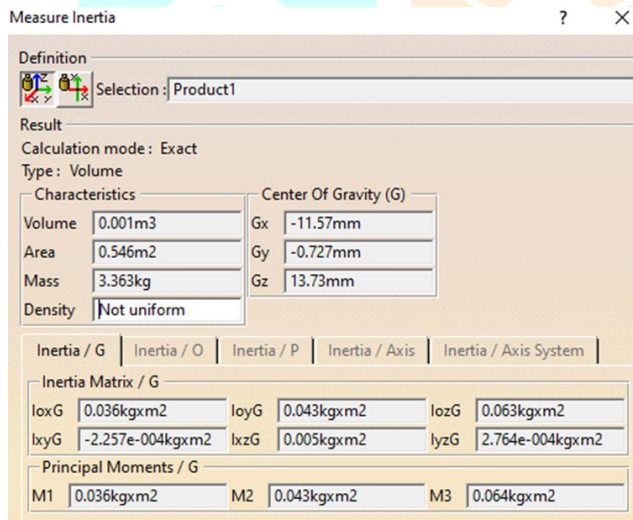 Measure Inertia ? X
Definition
Selection : Product1
Result
Calculation mode : Exact
Type : Volume
Characteristics Center Of Gravity (G)
Volume 0.001m3 Gx -11.57mm
Area 0.546m2 Gy -0.727mm
Mass 3.363kg Gz 13.73mm
Density Not uniform
Inertia / G Inertia / O Inertia / P Inertia / Axis Inertia / Axis System
Inertia Matrix / G
IoxG 0.036kgxm2 IoyG 0.043kgxm2 IozG 0.063kgxm2
IxyG -2.257e-004kgxm2 IxzG 0.005kgxm2 IyzG 2.764e-004kgxm2
Principal Moments / G
M1 0.036kgxm2 M2 0.043kgxm2 M3 0.064kgxm2